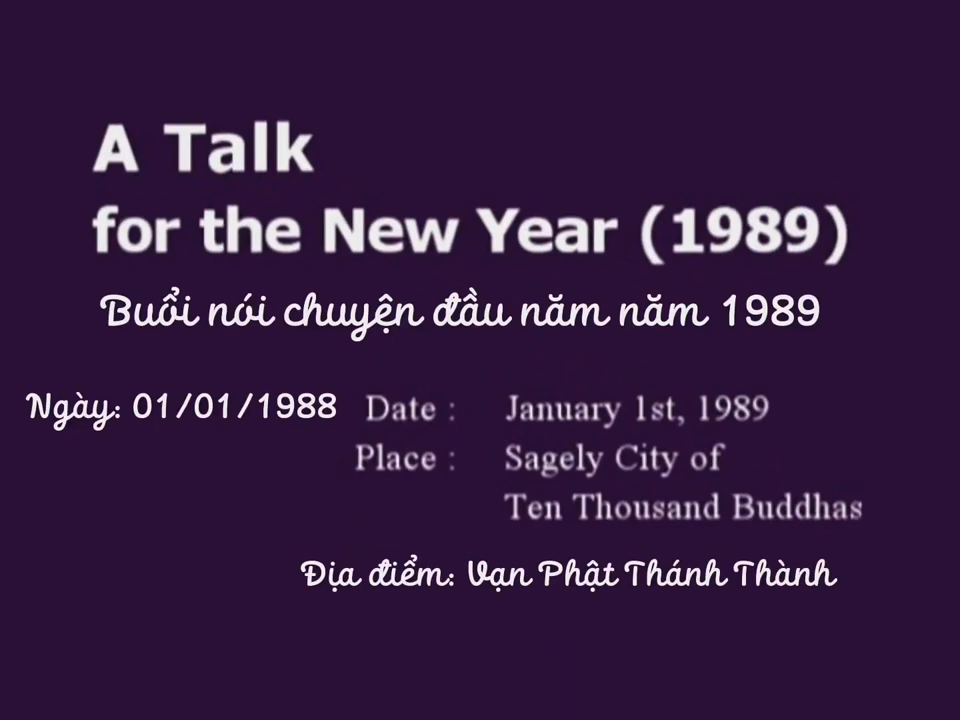 A Talk
for the New Year (1989)
Buổi nói chuyện đầu năm năm 1989
Ngày: 01/01/1988 Date : January 1st, 1989
Place : Sagely City of
Ten Thousand Buddhas
Địa điểm: Vạn Phật Thánh Thành